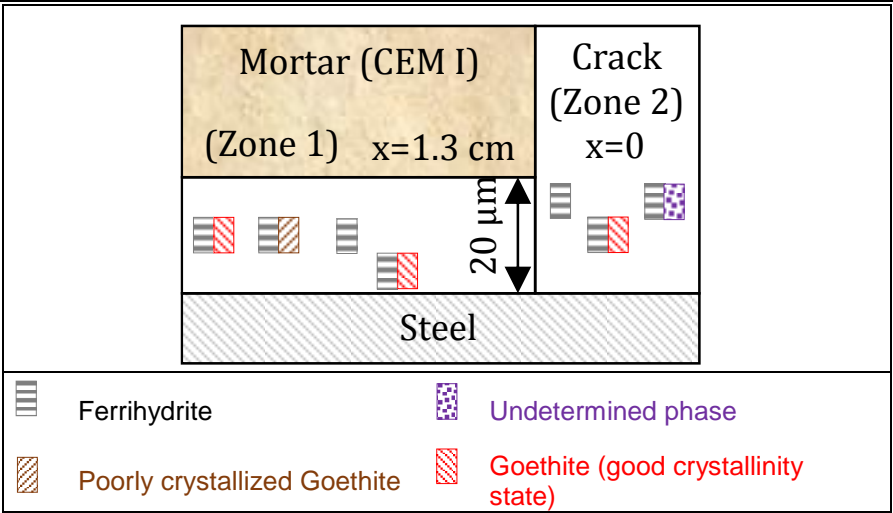 Mortar (CEM I)
(Zone 1) x=1.3 cm
Crack
(Zone 2)
x=0
20 µm
Steel
Ferrihydrite
Undetermined phase
Poorly crystallized Goethite
Goethite (good crystallinity
state)